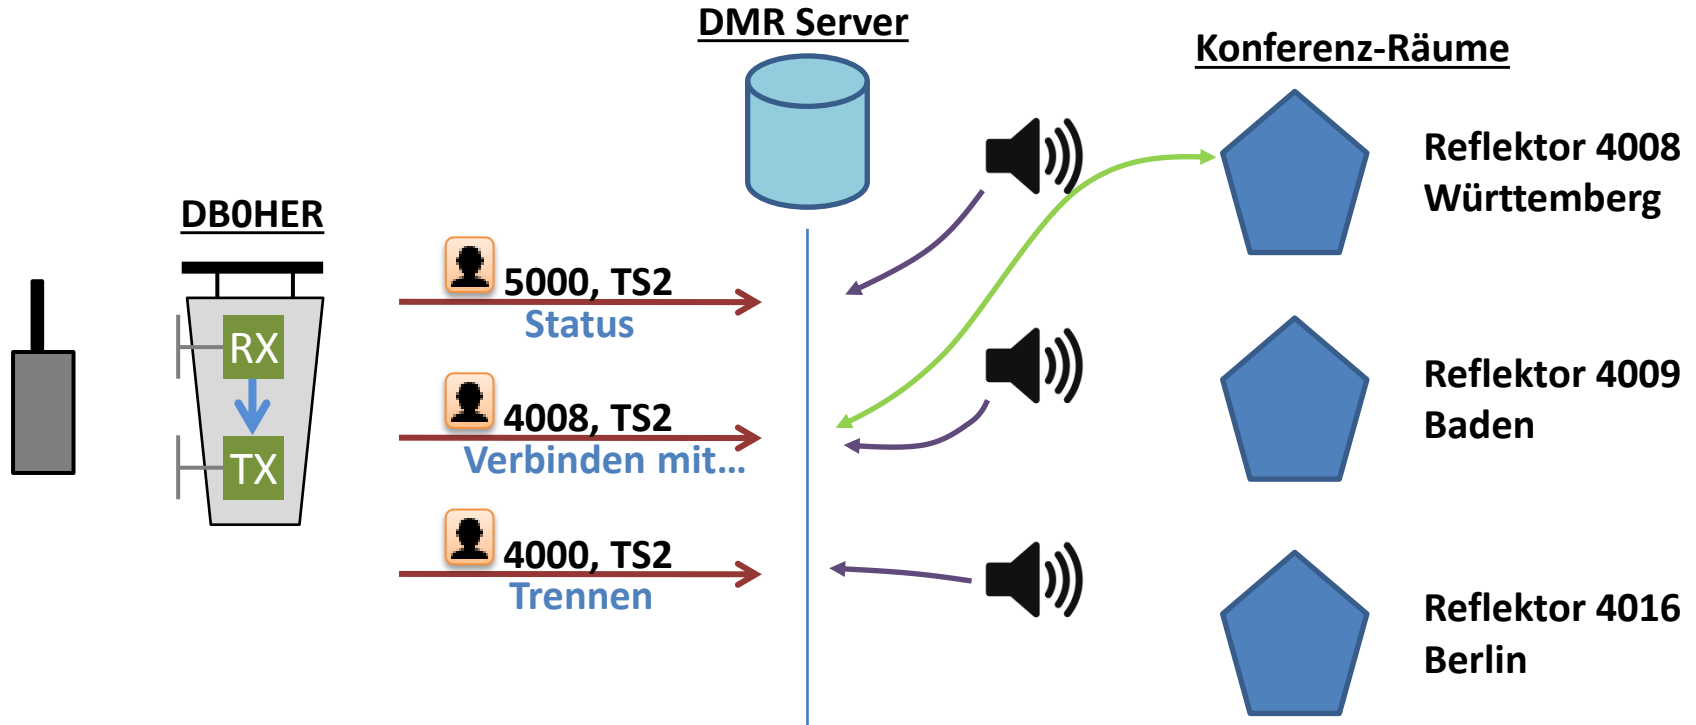 DMR Server
Konferenz-Räume
Reflektor 4008
Württemberg
DB0HER
5000, TS2
Status
RX
Reflektor 4009
Baden
4008, TS2
Verbinden mit...
TX
4000, TS2
Trennen
Reflektor 4016
Berlin